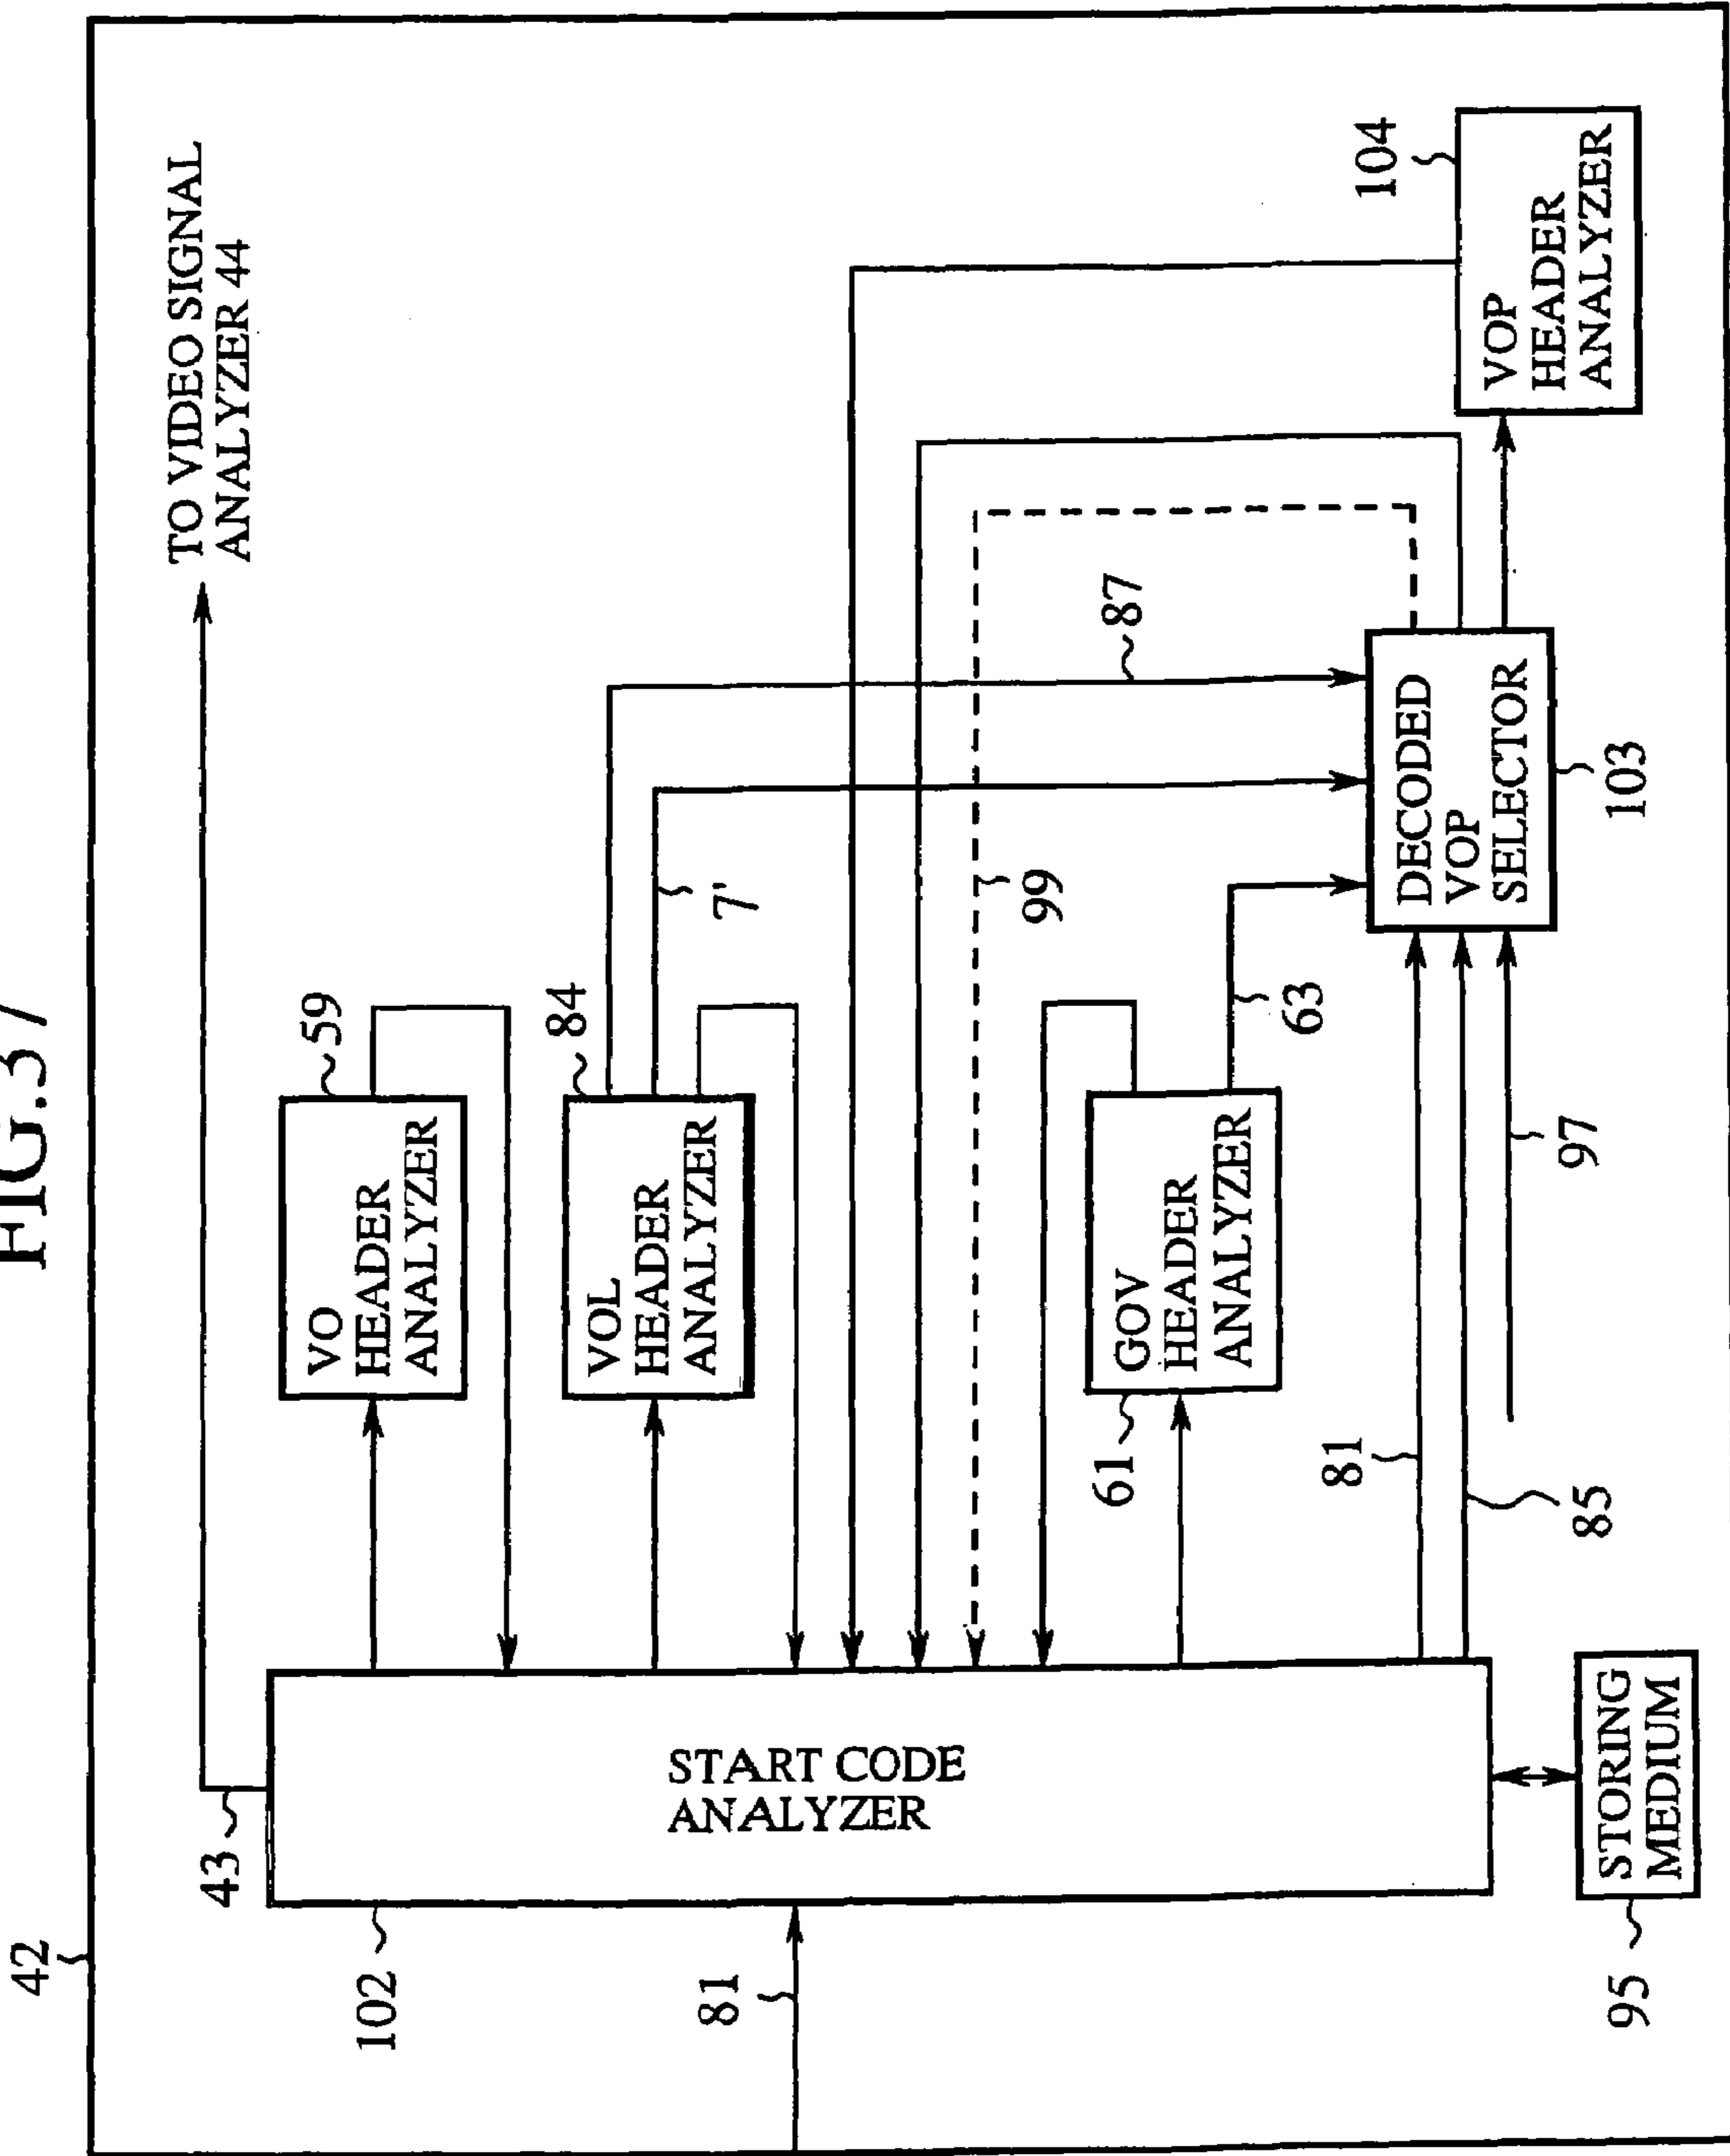 FIG.37
42
43
TO VIDEO SIGNAL
ANALYZER 44
102
START CODE
ANALYZER
81
VO
HEADER
ANALYZER
59
VOL
HEADER
ANALYZER
84
7'
87
99
GOV
HEADER
ANALYZER
61
63
81
85
97
DECODED
VOP
SELECTOR
103
VOP
HEADER
ANALYZER
104
STORING
MEDIUM
95